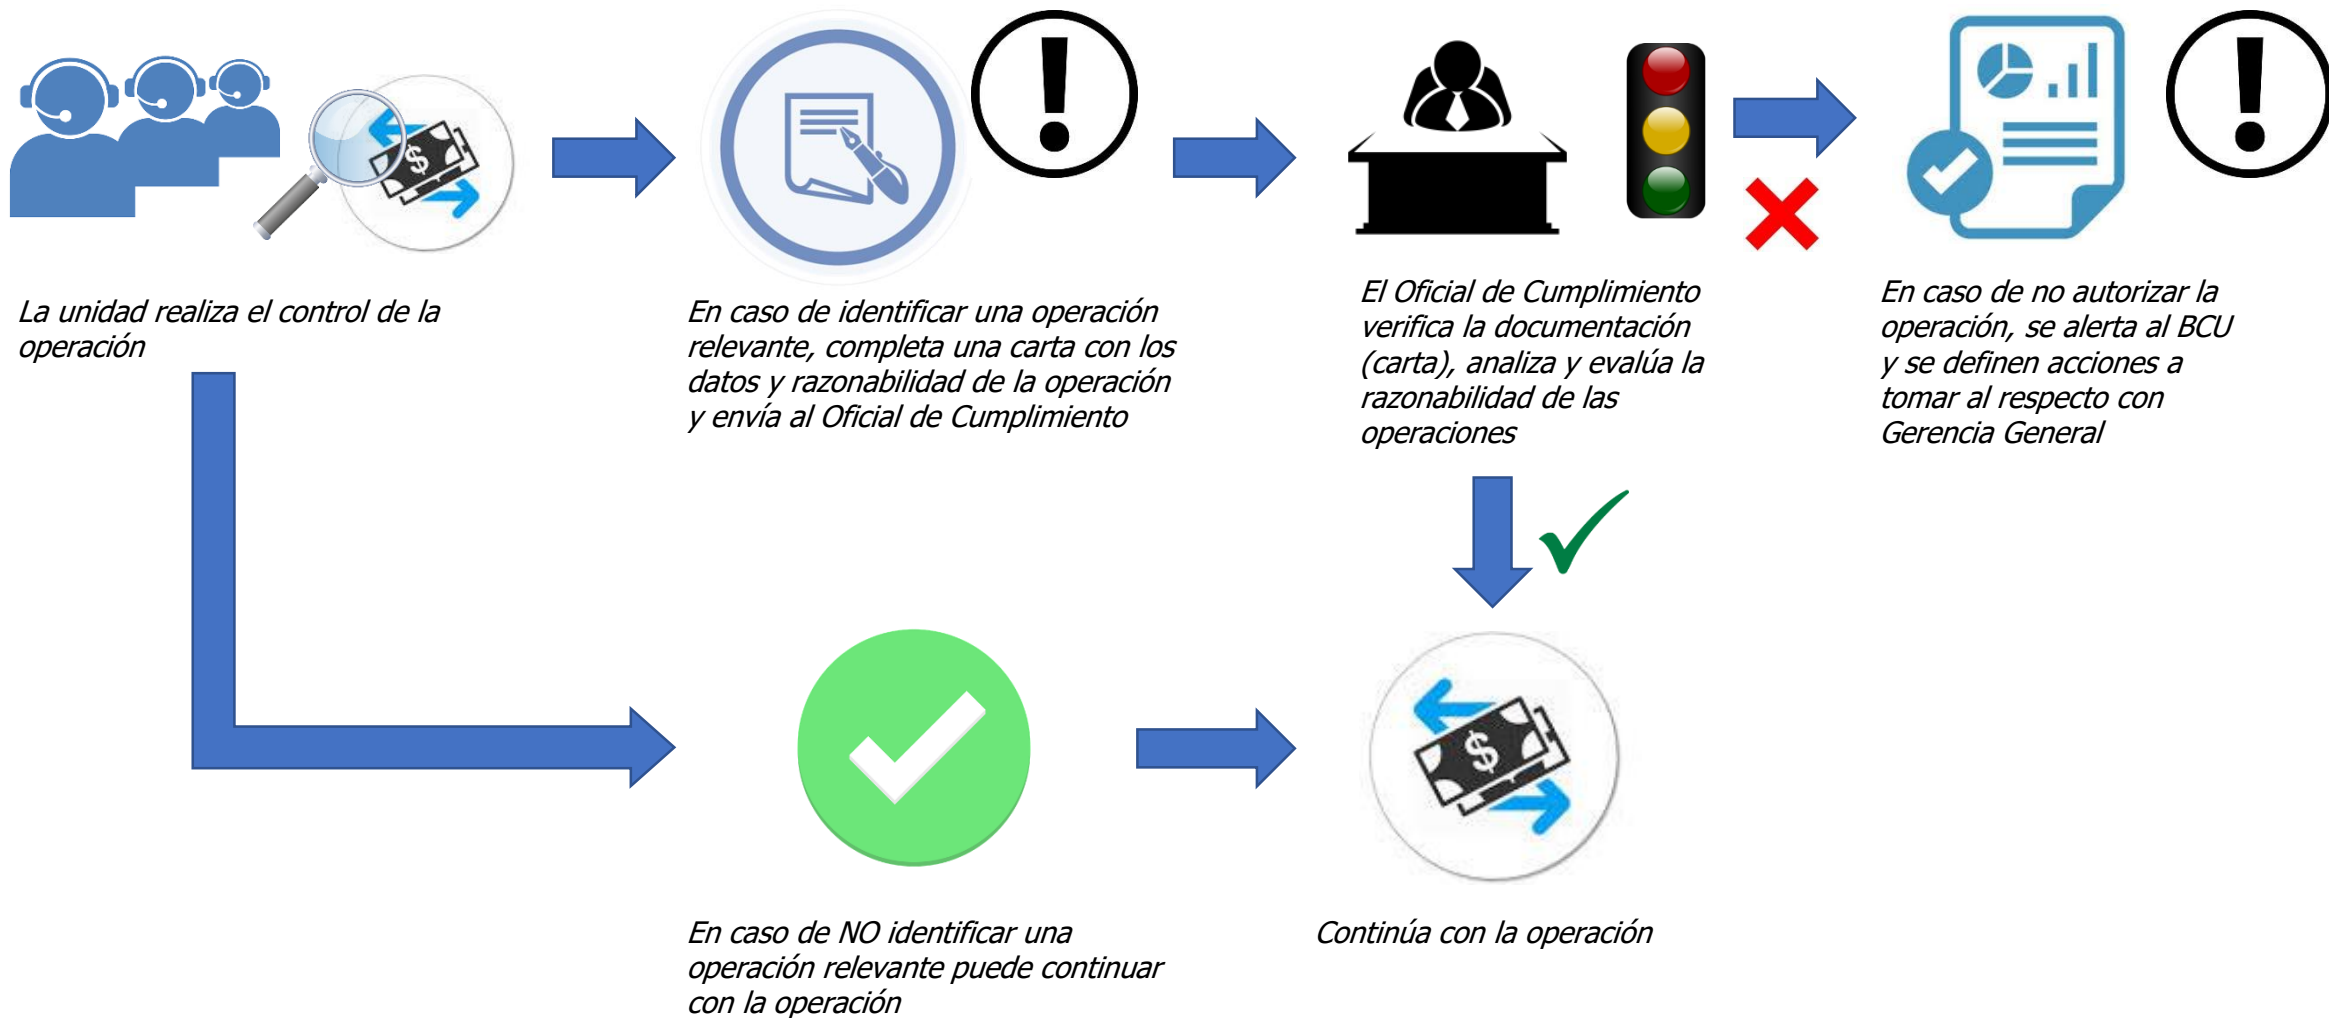 La unidad realiza el control de la
operación
En caso de identificar una operación
relevante, completa una carta con los
datos y razonabilidad de la operación
y envía al Oficial de Cumplimiento
El Oficial de Cumplimiento
verifica la documentación
(carta), analiza y evalúa la
razonabilidad de las
operaciones
En caso de no autorizar la
operación, se alerta al BCU
y se definen acciones a
tomar al respecto con
Gerencia General
En caso de NO identificar una
operación relevante puede continuar
con la operación
Continúa con la operación